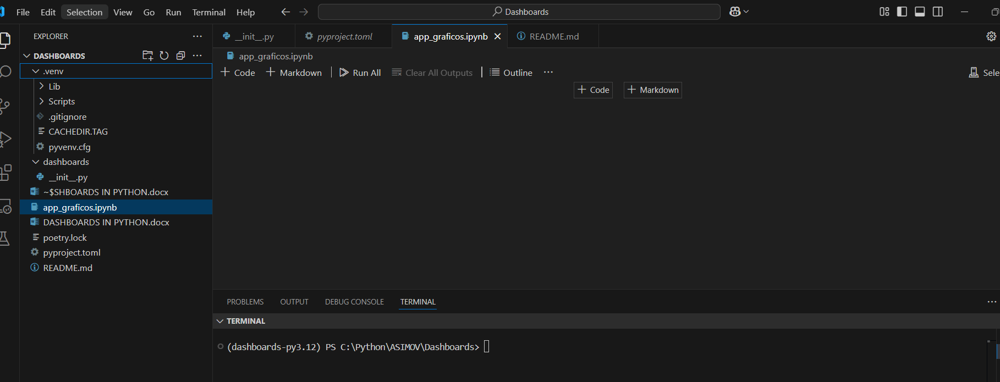 File Edit Selection View Go Run Terminal Help Dashboards
EXPLORER
DASHBOARDS
.venv
Lib
Scripts
.gitignore
CACHEDIR.TAG
pyvenv.cfg
dashboards
__init__.py
~$SHBOARDS IN PYTHON.docx
app_graficos.ipynb
DASHBOARDS IN PYTHON.docx
poetry.lock
pyproject.toml
README.md
__init__.py pyproject.toml app_graficos.ipynb README.md
app_graficos.ipynb
Code Markdown Run All Clear All Outputs Outline Sele
Code Markdown
PROBLEMS OUTPUT DEBUG CONSOLE TERMINAL
TERMINAL
(dashboards-py3.12) PS C:\Python\ASIMOV\Dashboards>